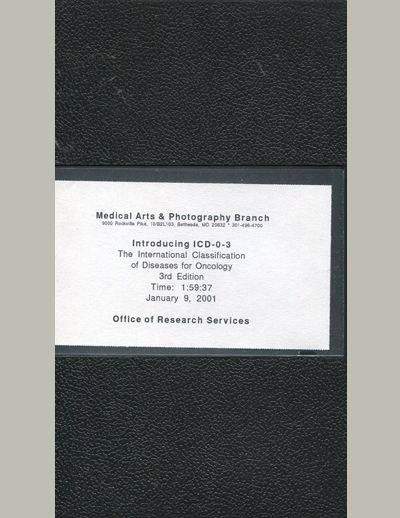 Medical Arts & Photography Branch
9000 Rockville Pike, 10/B2L103, Bethesda, MD 20892 * 301-496-4700
Introducing ICD-0-3
The International Classification
of Diseases for Oncology
3rd Edition
Time: 1:59:37
January 9, 2001
Office of Research Services